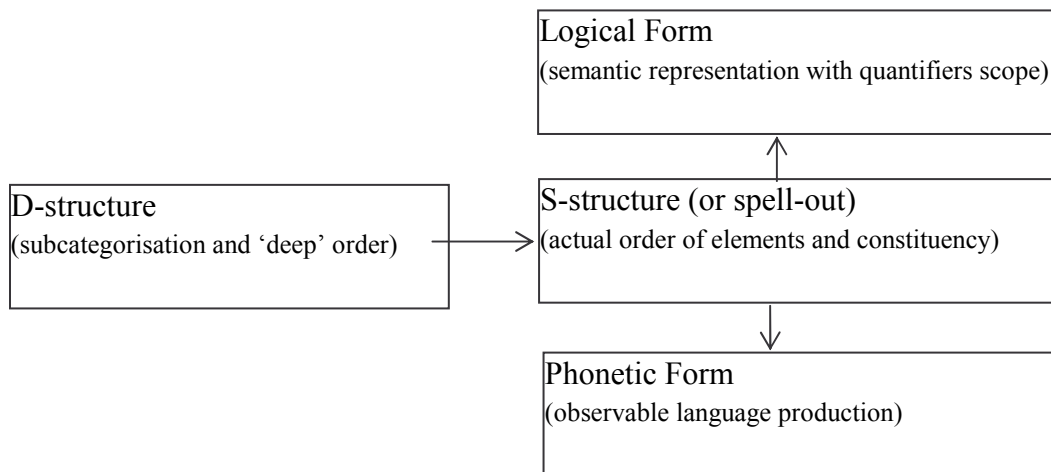 Logical Form
(semantic representation with quantifiers scope)
D-structure
(subcategorisation and ‘deep’ order)
S-structure (or spell-out)
(actual order of elements and constituency)
Phonetic Form
(observable language production)